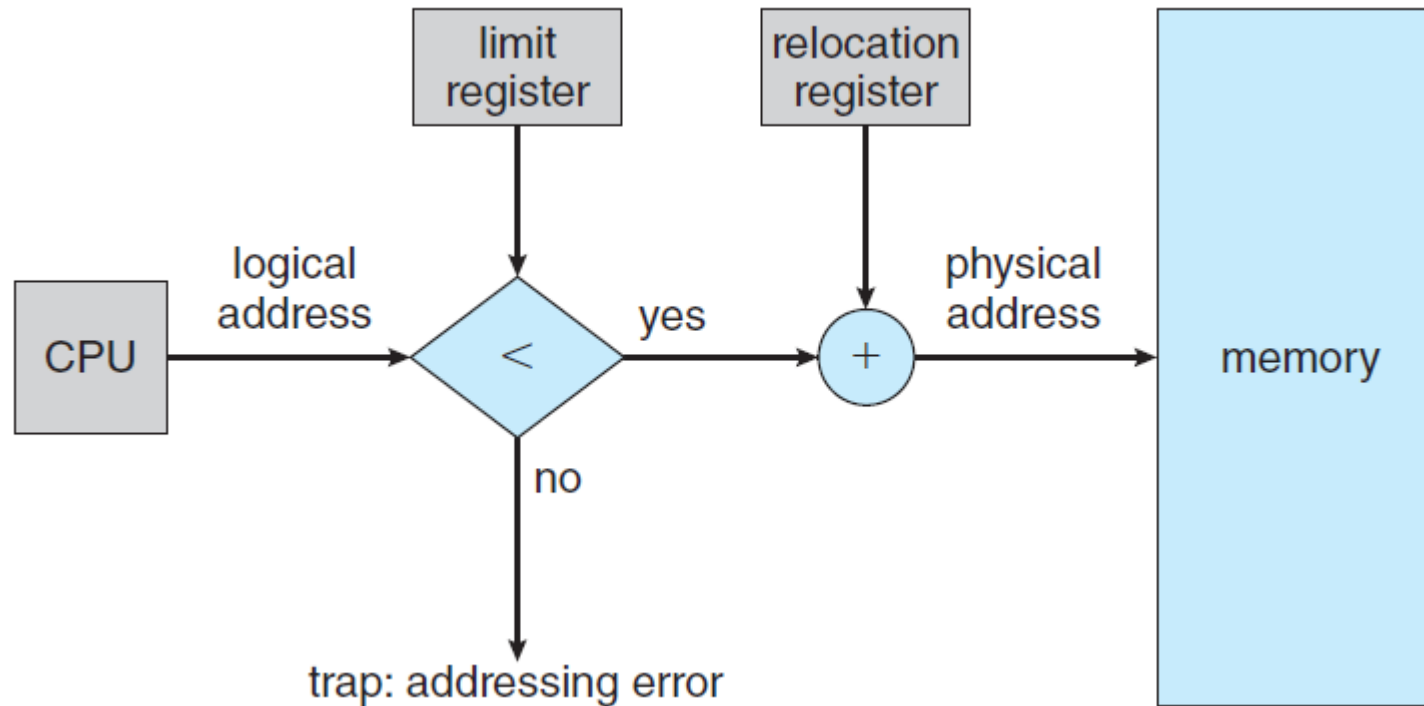 limit
register
relocation
register
logical
address
physical
address
CPU
<
yes
+
memory
no
trap: addressing error